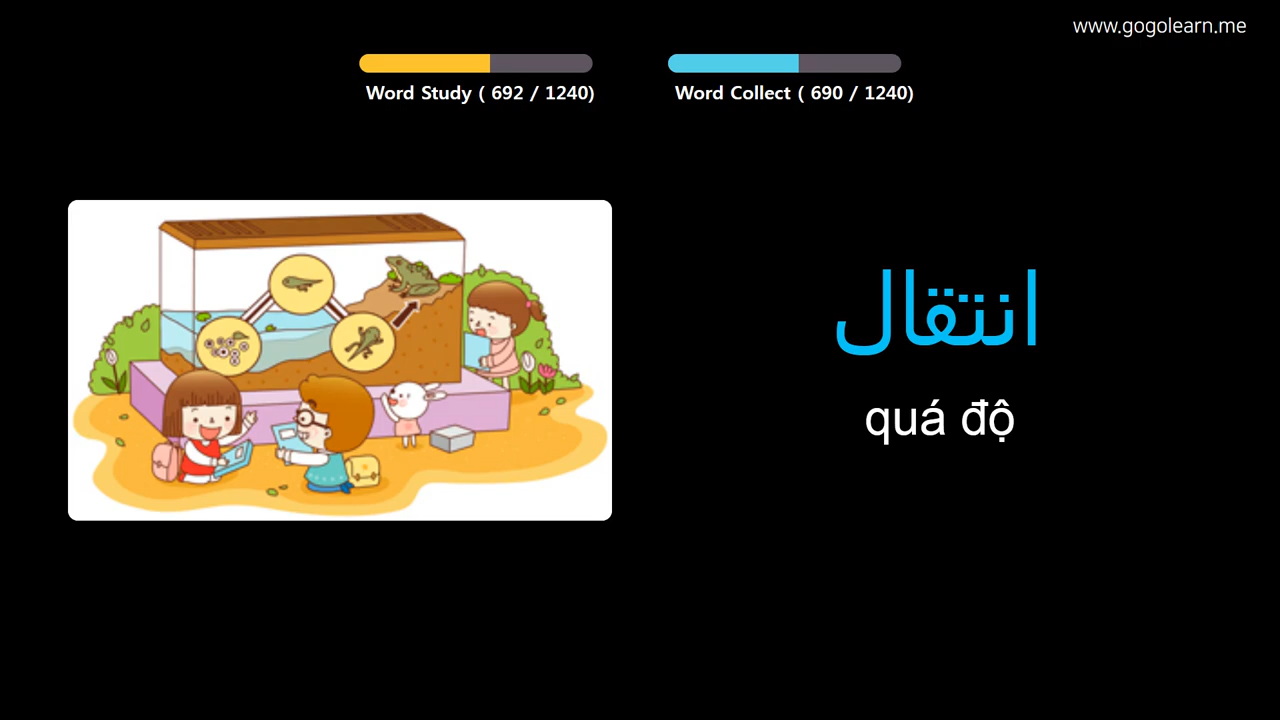 www.gogolearn.me
Word Study ( 692 / 1240)
Word Collect ( 690 / 1240)
انتقال
quá độ